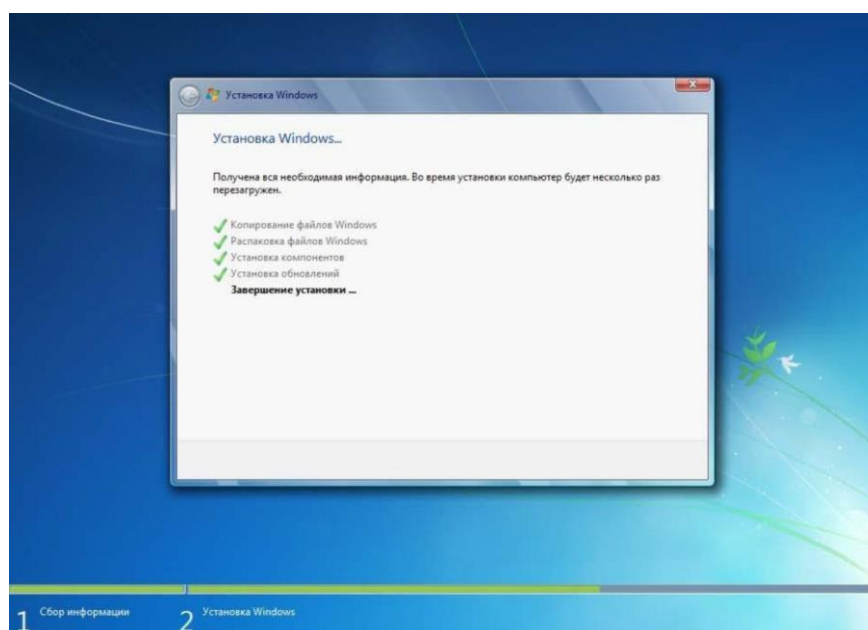 Установка Windows
Установка Windows...
Получена вся необходимая информация. Во время установки компьютер будет несколько раз
перезагружен.
Копирование файлов Windows
Распаковка файлов Windows
Установка компонентов
Установка обновлений
Завершение установки ...
1 Сбор информации
2 Установка Windows